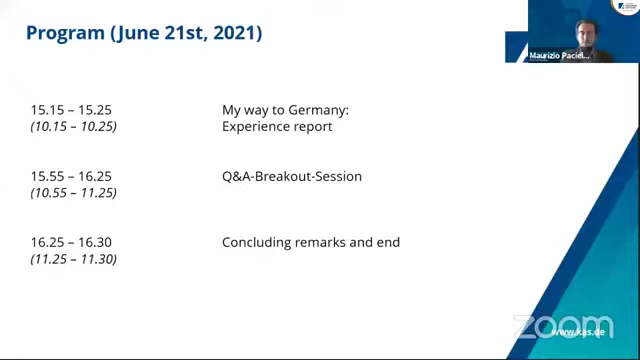 Program (June 21st, 2021)
Maurizio Paciel...
15.15 – 15.25
(10.15 – 10.25)
My way to Germany:
Experience report
15.55 – 16.25
(10.55 – 11.25)
Q&A-Breakout-Session
16.25 – 16.30
(11.25 – 11.30)
Concluding remarks and end
zoom
www.kas.de